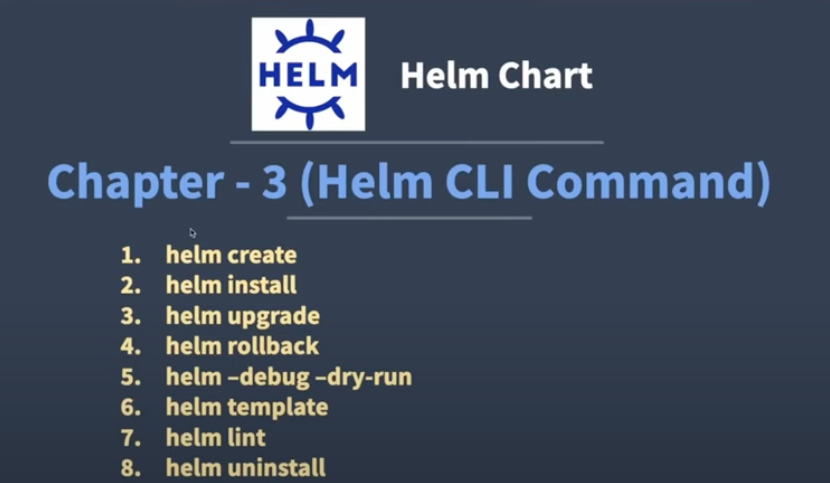 HELM
Helm Chart
Chapter - 3 (Helm CLI Command)
1. helm create
2. helm install
3. helm upgrade
4. helm rollback
5. helm –debug –dry-run
6. helm template
7. helm lint
8. helm uninstall